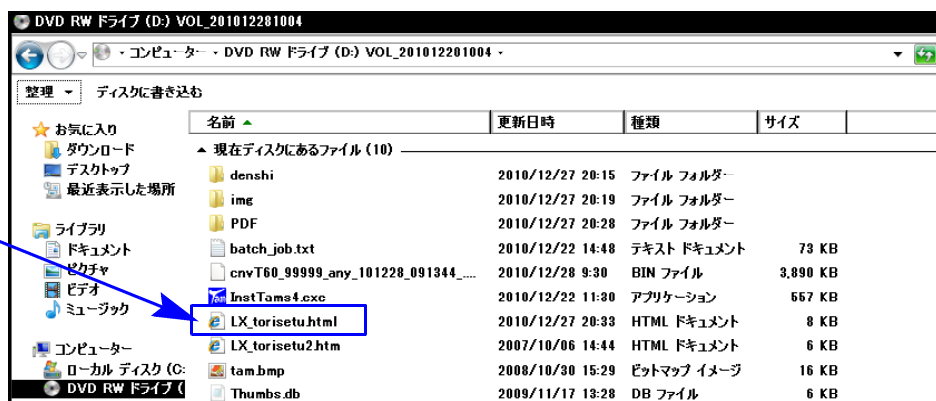 DVD RW ドライブ (D:) VOL_201012281004
コンピューター DVD RW ドライブ (D:) VOL_201012201004
整理 ディスクに書き込む
名前 更新日時 種類 サイズ
お気に入り
ダウンロード
デスクトップ
最近表示した場所
ライブラリ
ドキュメント
ピクチャ
ビデオ
ミュージック
コンピューター
ローカル ディスク (C:
DVD RW ドライブ (
現在ディスクにあるファイル (10)
denshi 2010/12/27 20:15 ファイル フォルダー
img 2010/12/27 20:19 ファイル フォルダー
PDF 2010/12/27 20:28 ファイル フォルダー
batch_job.txt 2010/12/22 14:48 テキスト ドキュメント 73 KB
cnvT60_99999_any_101228_091344_.... 2010/12/28 9:30 BIN ファイル 3,890 KB
InstTams4.exe 2010/12/22 11:30 アプリケーション 557 KB
LX_torisetu.html 2010/12/27 20:33 HTML ドキュメント 8 KB
LX_torisetu2.htm 2007/10/06 14:44 HTML ドキュメント 6 KB
tam.bmp 2008/10/30 15:29 ビットマップ イメージ 16 KB
Thumbs.db 2009/11/17 13:28 DB ファイル 6 KB